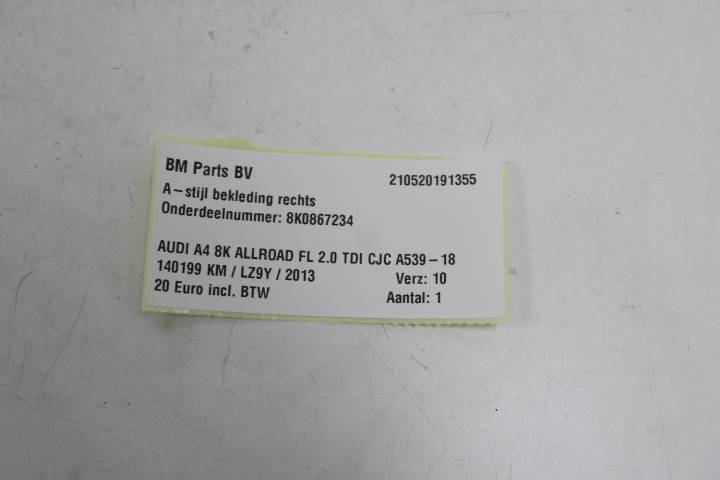 BM Parts BV 210520191355
A-stijl bekleding rechts
Onderdeelnummer: 8K0867234
AUDI A4 8K ALLROAD FL 2.0 TDI CJC A539-18
140199 KM / LZ9Y / 2013 Verz: 10
20 Euro incl. BTW Aantal: 1